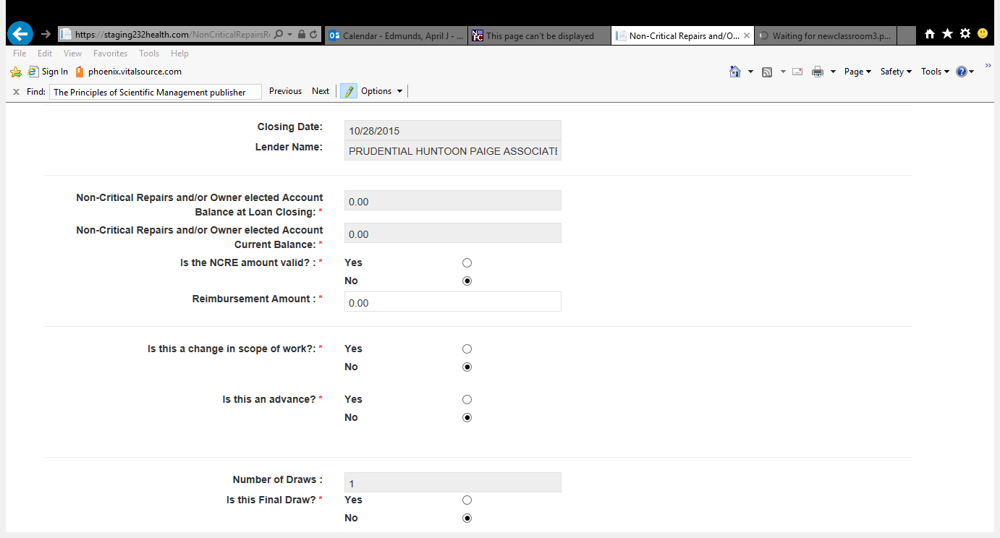 https://staging232health.com/NonCriticalRepairsR
Calendar - Edmunds, April J - ...
This page can't be displayed
Non-Critical Repairs and/O...
Waiting for newclassroom3.p...
File Edit View Favorites Tools Help
Sign In phoenix.vitalsource.com
Page Safety Tools
Find: The Principles of Scientific Management publisher Previous Next Options
Closing Date: 10/28/2015
Lender Name: PRUDENTIAL HUNTOON PAIGE ASSOCIATE
Non-Critical Repairs and/or Owner elected Account
Balance at Loan Closing: * 0.00
Non-Critical Repairs and/or Owner elected Account
Current Balance: * 0.00
Is the NCRE amount valid? : * Yes
No
Reimbursement Amount : * 0.00
Is this a change in scope of work?: * Yes
No
Is this an advance? * Yes
No
Number of Draws : 1
Is this Final Draw? * Yes
No